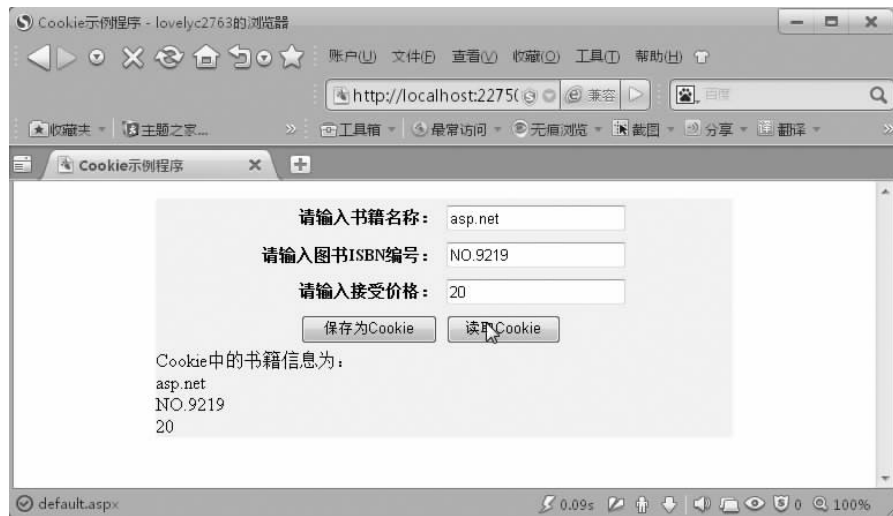 Cookie示例程序 - lovelyc2763的浏览器
账户(U) 文件(F) 查看(V) 收藏(O) 工具(T) 帮助(H)
http://localhost:2275( 兼容 百度
收藏夹 主题之家... » 工具箱 最常访问 无痕浏览 截图 分享 翻译 »
Cookie示例程序
请输入书籍名称： asp.net
请输入图书ISBN编号： NO.9219
请输入接受价格： 20
保存为Cookie 读取Cookie
Cookie中的书籍信息为：
asp.net
NO.9219
20
default.aspx 0.09s 0 100%